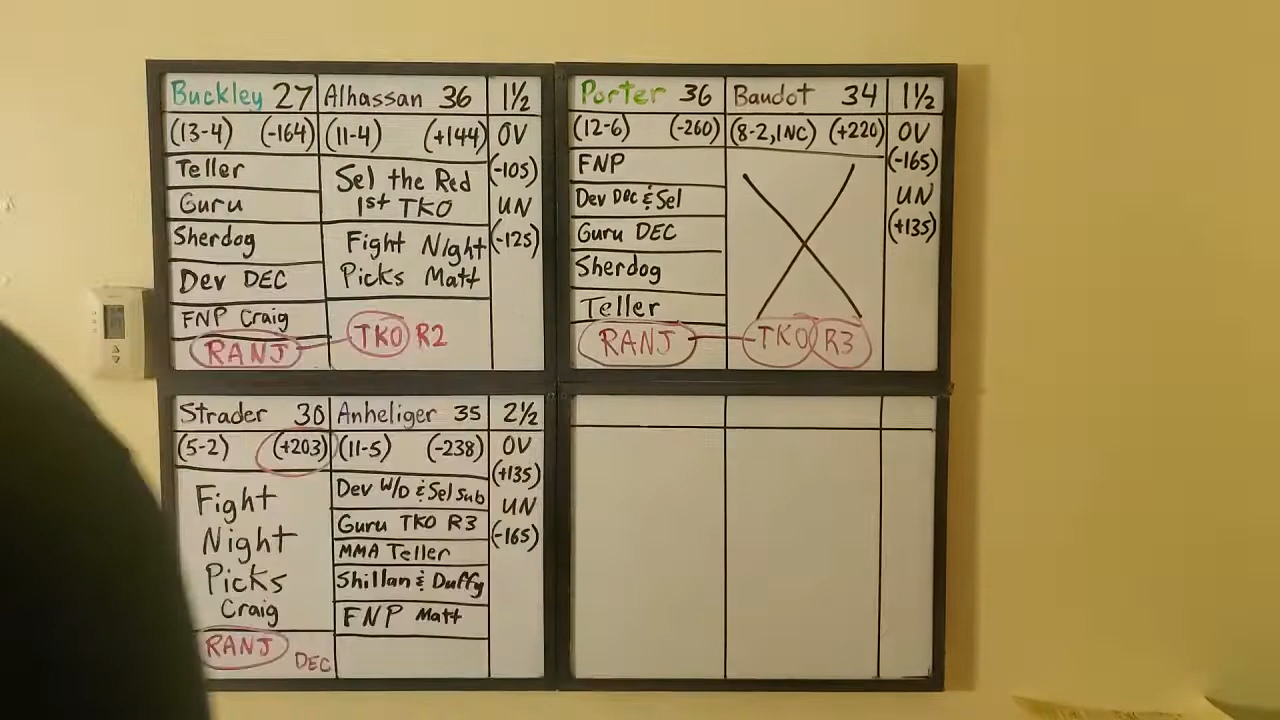 Buckley 27 Alhassan 36 1½
(13-4) (-164) (11-4) (+144) OV
(-105)
UN
(-125)
Teller
Guru
Sherdog
Dev DEC
FNP Craig
RANJ
Sel the Red
1st TKO
Fight Night
Picks Matt
TKO R2
Porter 36 Baudot 34 1½
(12-6) (-260) (8-2,1NC) (+220) OV
(-165)
UN
(+135)
FNP
Dev DEC & Sel
Guru DEC
Sherdog
Teller
RANJ TKO R3
Strader 30 Anheliger 35 2½
(5-2) (+203) (11-5) (-238) OV
(+135)
UN
(-165)
Fight
Night
Picks
Craig
RANJ DEC
Dev W/D & Sel Sub
Guru TKO R3
MMA Teller
Shillan & Duffy
FNP Matt